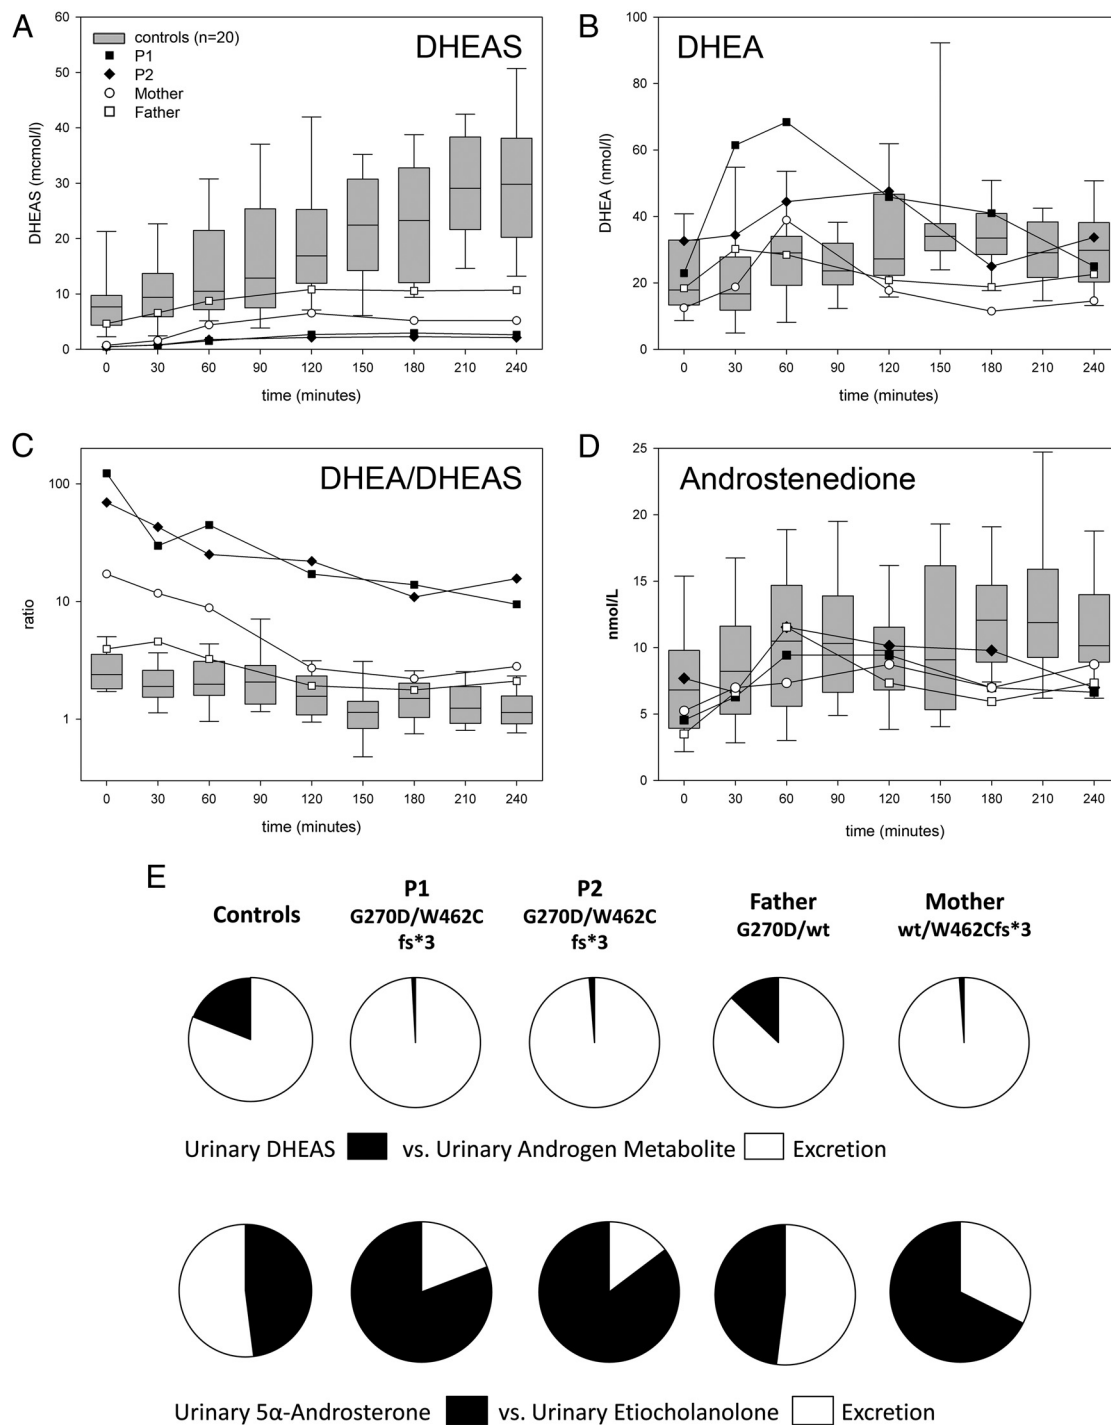 A
DHEAS
controls (n=20)
P1
P2
Mother
Father
DHEAS (mcmol/l)
60
50
40
30
20
10
0
0 30 60 90 120 150 180 210 240
time (minutes)
B
DHEA
DHEA (nmol/l)
100
80
60
40
20
0
0 30 60 90 120 150 180 210 240
time (minutes)
C
DHEA/DHEAS
ratio
100
10
1
0 30 60 90 120 150 180 210 240
time (minutes)
D
Androstenedione
nmol/L
25
20
15
10
5
0
0 30 60 90 120 150 180 210 240
time (minutes)
E
Controls
P1
G270D/W462C
fs*3
P2
G270D/W462C
fs*3
Father
G270D/wt
Mother
wt/W462Cfs*3
Urinary DHEAS vs. Urinary Androgen Metabolite Excretion
Urinary 5α-Androsterone vs. Urinary Etiocholanolone Excretion